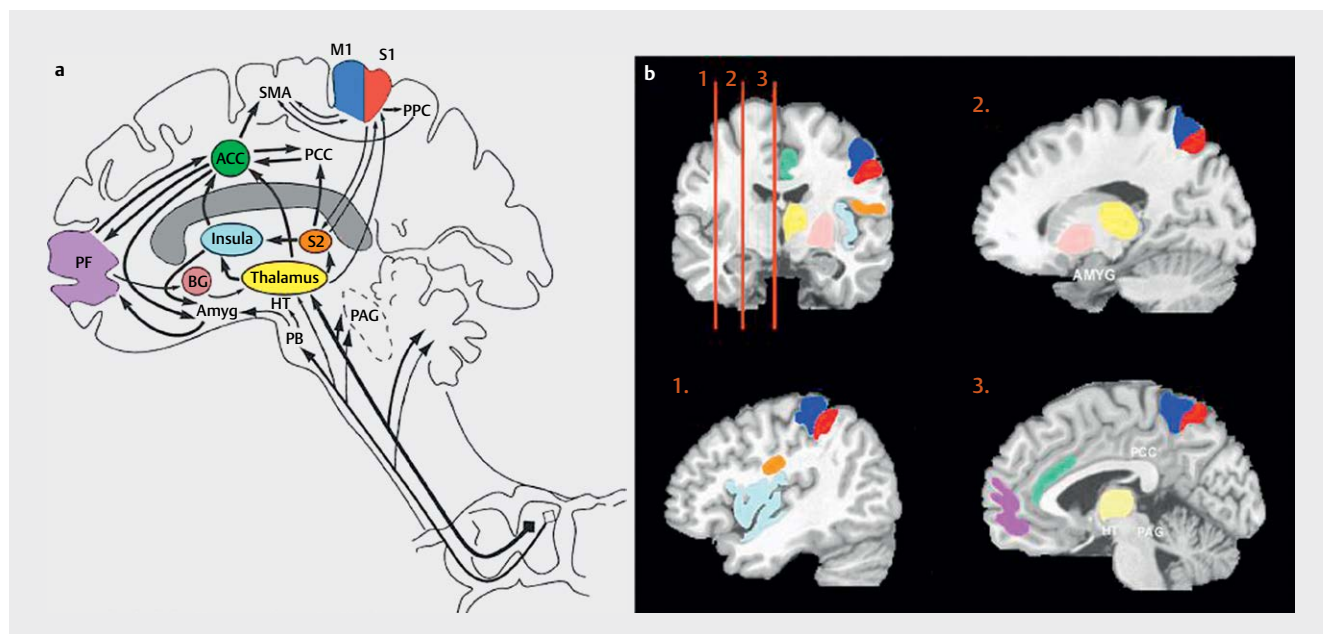 a
M1
S1
SMA
PPC
ACC
PCC
Insula
S2
PF
BG
Thalamus
HT
Amyg
PAG
PB
b
1 2 3
2.
AMYG
1.
3.
PCC
HT PAG